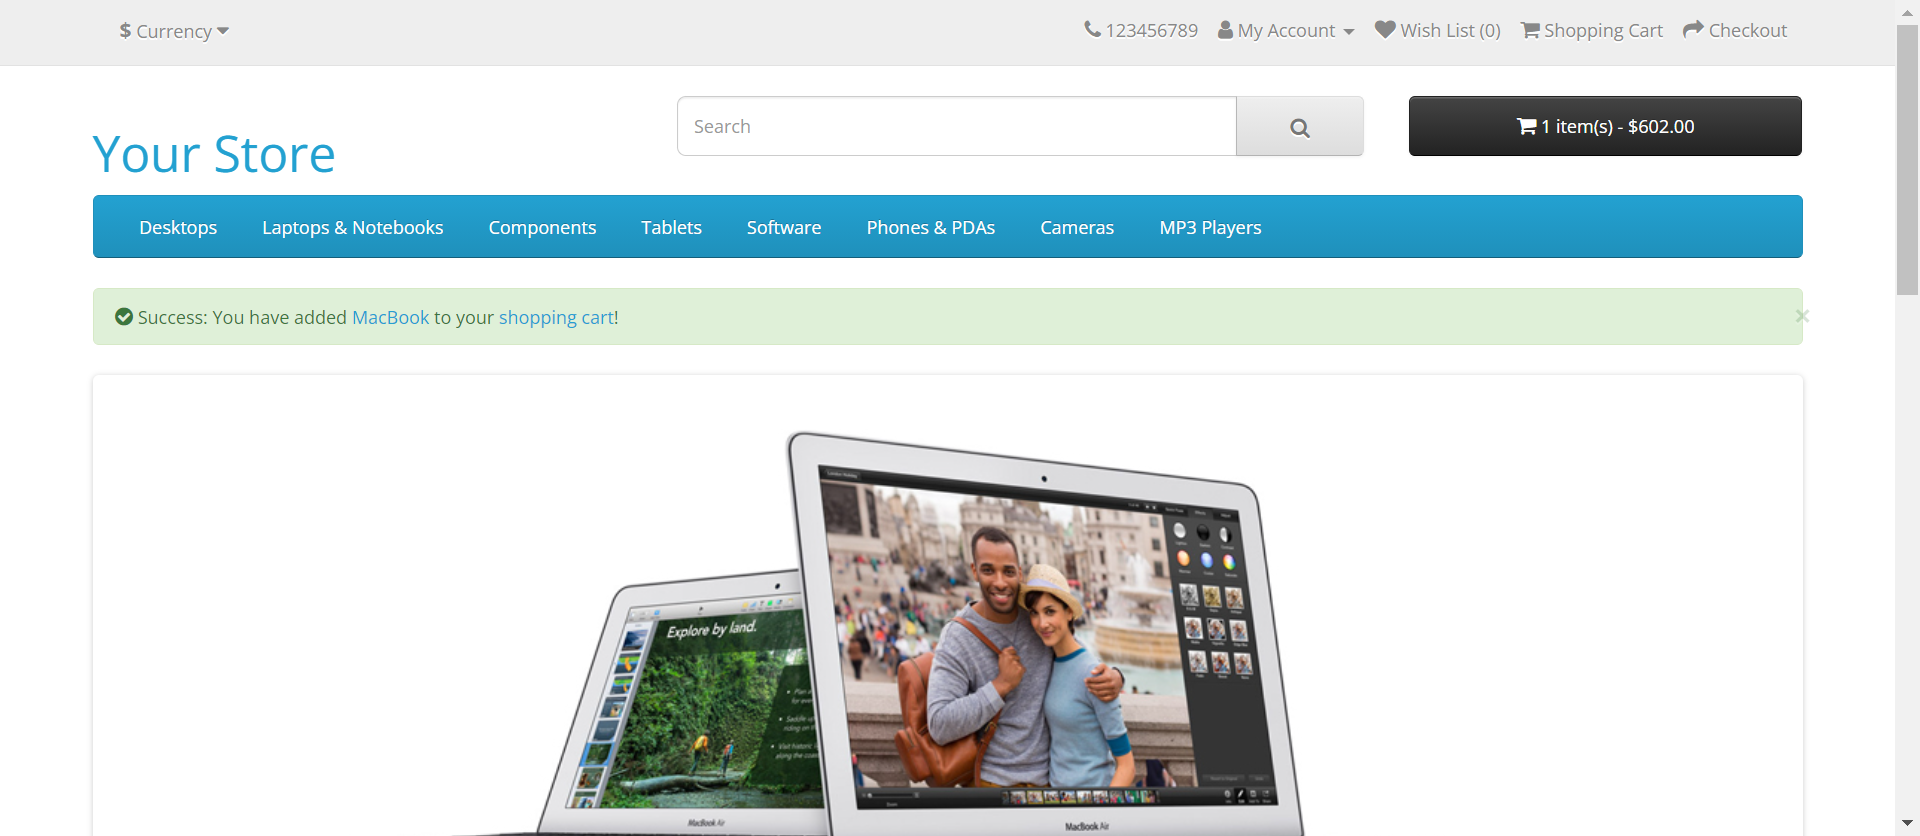 $ Currency
123456789 My Account Wish List (0) Shopping Cart Checkout
Search
1 item(s) - $602.00
Your Store
Desktops Laptops & Notebooks Components Tablets Software Phones & PDAs Cameras MP3 Players
Success: You have added MacBook to your shopping cart!
×
Explore by land.
MacBook Air
MacBook Air